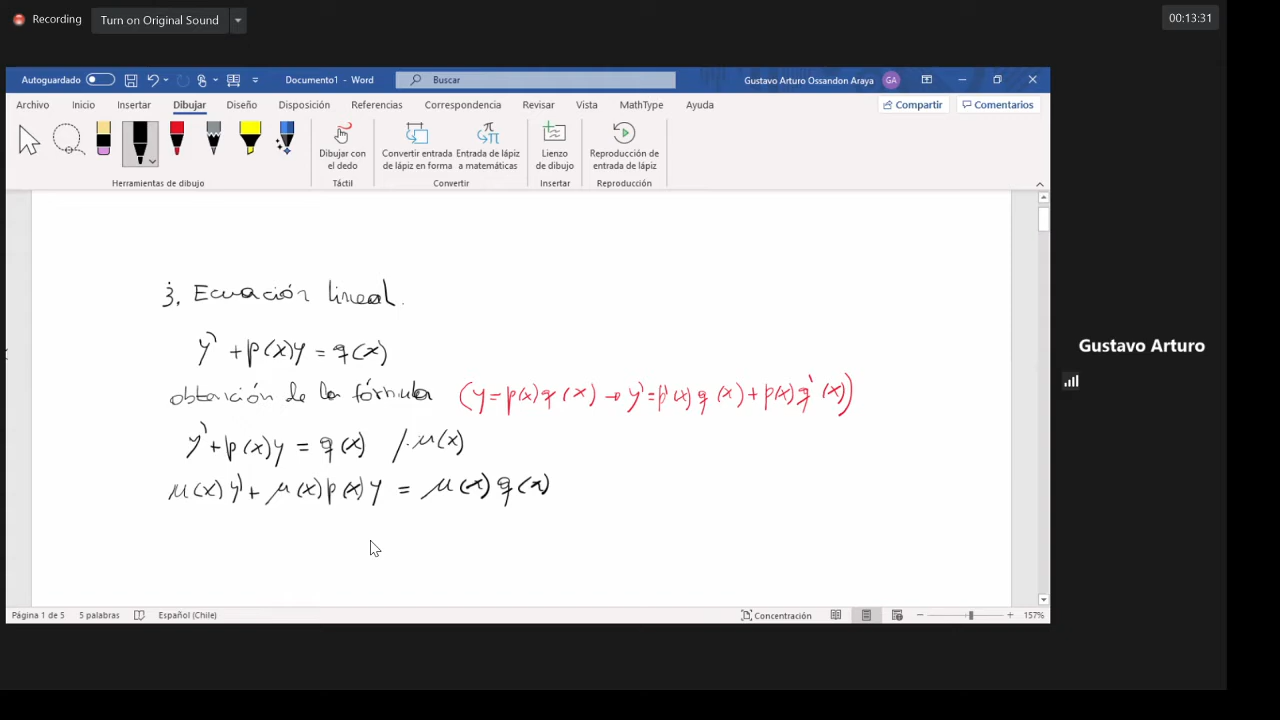 Recording
Turn on Original Sound
00:13:31
Autoguardado
Documento1 - Word
Buscar
Gustavo Arturo Ossandon Araya
GA
Archivo Inicio Insertar Dibujar Diseño Disposición Referencias Correspondencia Revisar Vista MathType Ayuda
Compartir
Comentarios
Dibujar con el dedo
Convertir entrada de lápiz en forma
Entrada de lápiz a matemáticas
Lienzo de dibujo
Reproducción de entrada de lápiz
Herramientas de dibujo
Táctil
Convertir
Insertar
Reproducción
3. Ecuación lineal.
y' + p(x)y = q(x)
obtención de la fórmula (y = p(x)q(x) → y' = p'(x)q(x) + p(x)q'(x))
y' + p(x)y = q(x) / · μ(x)
μ(x)y' + μ(x)p(x)y = μ(x)q(x)
Gustavo Arturo
Página 1 de 5 5 palabras Español (Chile)
Concentración
157%